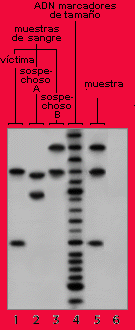 ADN marcadores
de tamaño
muestras
de sangre
víctima
sospe-
choso
A
sospe-
choso
B
muestra
1 2 3 4 5 6